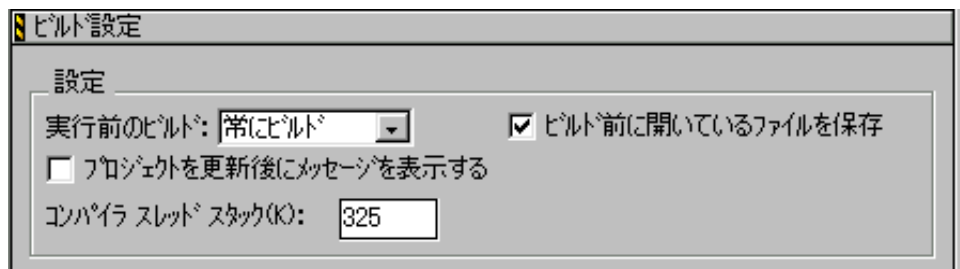 ﾋﾞﾙﾄﾞ設定
設定
実行前のﾋﾞﾙﾄﾞ: 常にﾋﾞﾙﾄﾞ ☑ ﾋﾞﾙﾄﾞ前に開いているﾌｧｲﾙを保存
☐ ﾌﾟﾛｼﾞｪｸﾄを更新後にﾒｯｾｰｼﾞを表示する
ｺﾝﾊﾟｲﾗ ｽﾚｯﾄﾞ ｽﾀｯｸ(K): 325